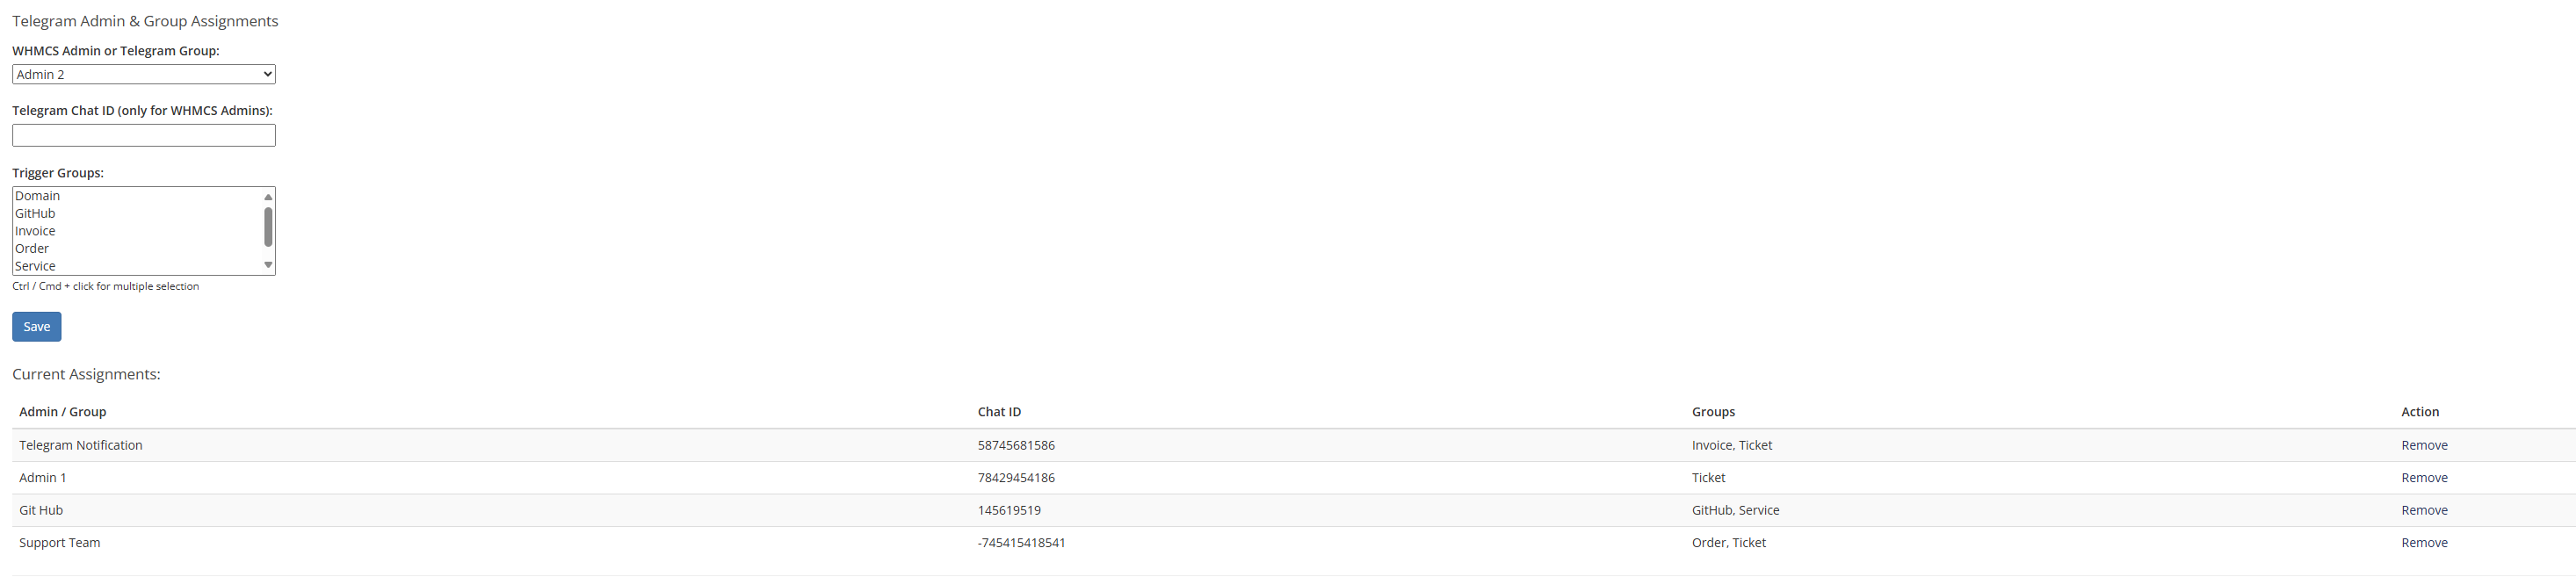 Telegram Admin & Group Assignments
WHMCS Admin or Telegram Group:
Admin 2
Telegram Chat ID (only for WHMCS Admins):
Trigger Groups:
Domain
GitHub
Invoice
Order
Service
Ctrl / Cmd + click for multiple selection
Save
Current Assignments:
Admin / Group Chat ID Groups Action
Telegram Notification 58745681586 Invoice, Ticket Remove
Admin 1 78429454186 Ticket Remove
Git Hub 145619519 GitHub, Service Remove
Support Team -745415418541 Order, Ticket Remove